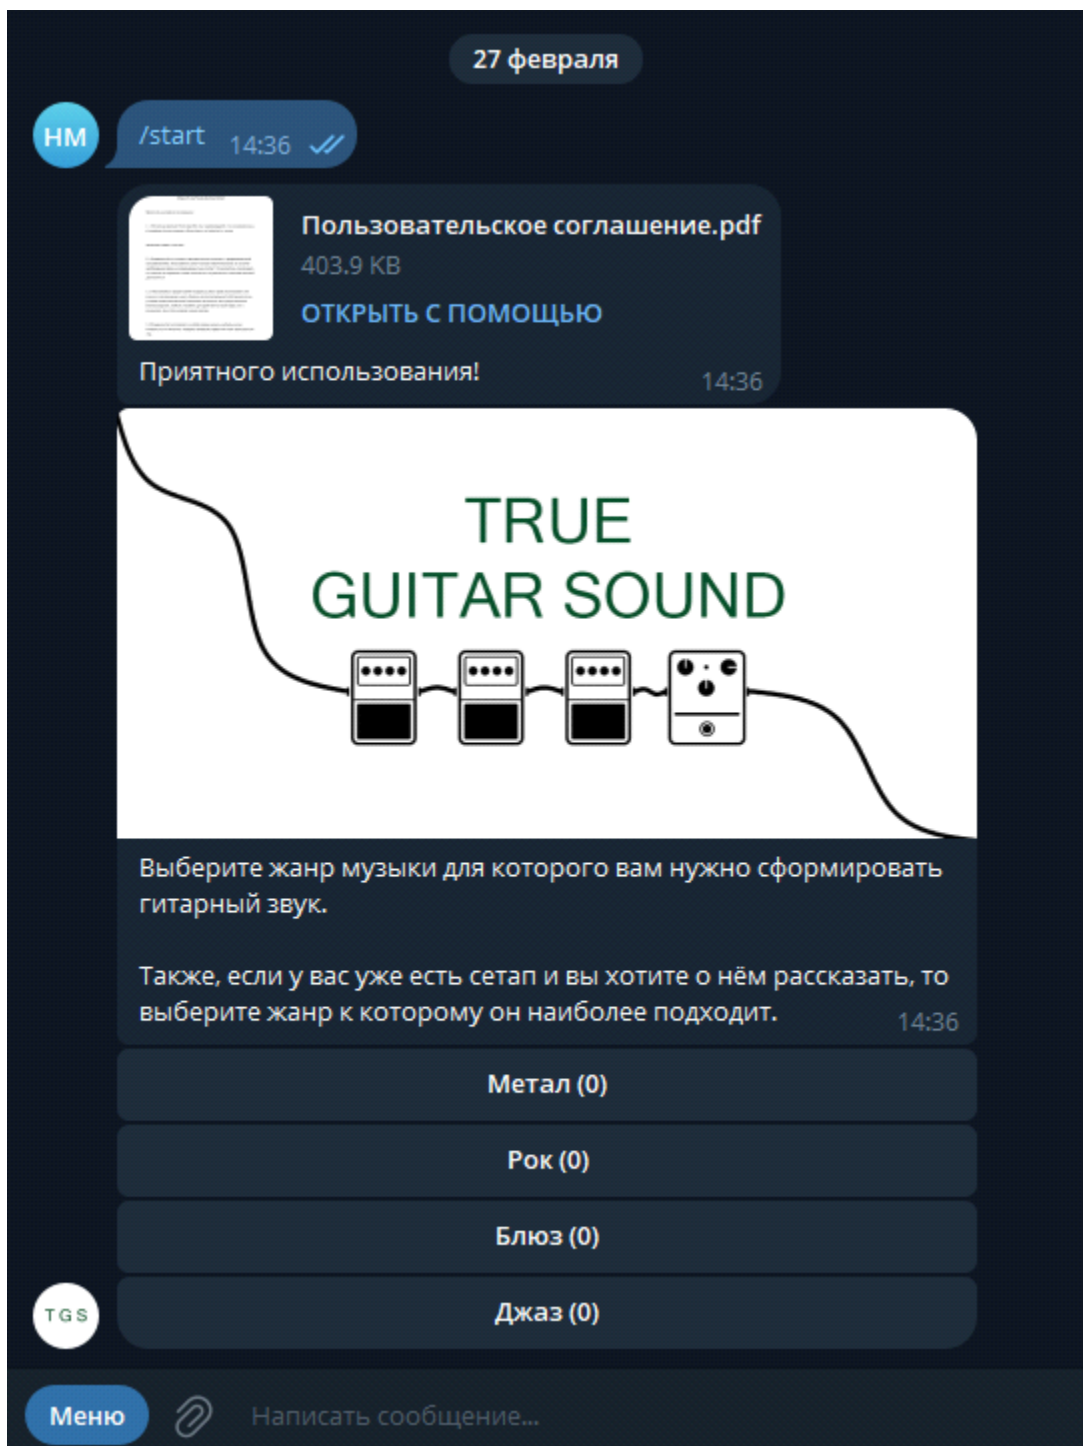 27 февраля
HM
/start 14:36
Пользовательское соглашение.pdf
403.9 KB
ОТКРЫТЬ С ПОМОЩЬЮ
Приятного использования! 14:36
TRUE
GUITAR SOUND
Выберите жанр музыки для которого вам нужно сформировать
гитарный звук.
Также, если у вас уже есть сетап и вы хотите о нём рассказать, то
выберите жанр к которому он наиболее подходит. 14:36
Метал (0)
Рок (0)
Блюз (0)
Джаз (0)
TGS
Меню
Написать сообщение...